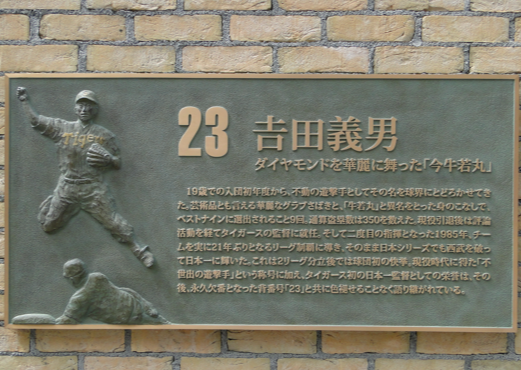 Tigers
23
吉田義男
ダイヤモンドを華麗に舞った「今牛若丸」
19歳での入団初年度から、不動の遊撃手としてその名を球界にとどろかせてき
た。芸術品とも言える華麗なグラブさばきと、「牛若丸」と異名をとった身のこなしで、
ベストナインに選出されること9回。通算盗塁数は350を数えた。現役引退後は評論
活動を経てタイガースの監督に就任。そして二度目の指揮となった1985年、チー
ムを実に21年ぶりとなるリーグ制覇に導き、そのまま日本シリーズでも西武を破っ
て日本一に輝いた。これは2リーグ分立後では球団初の快挙。現役時代に得た「不
世出の遊撃手」という称号に加え、タイガース初の日本一監督としての栄誉は、その
後、永久欠番となった背番号「23」と共に色褪せることなく語り継がれている。